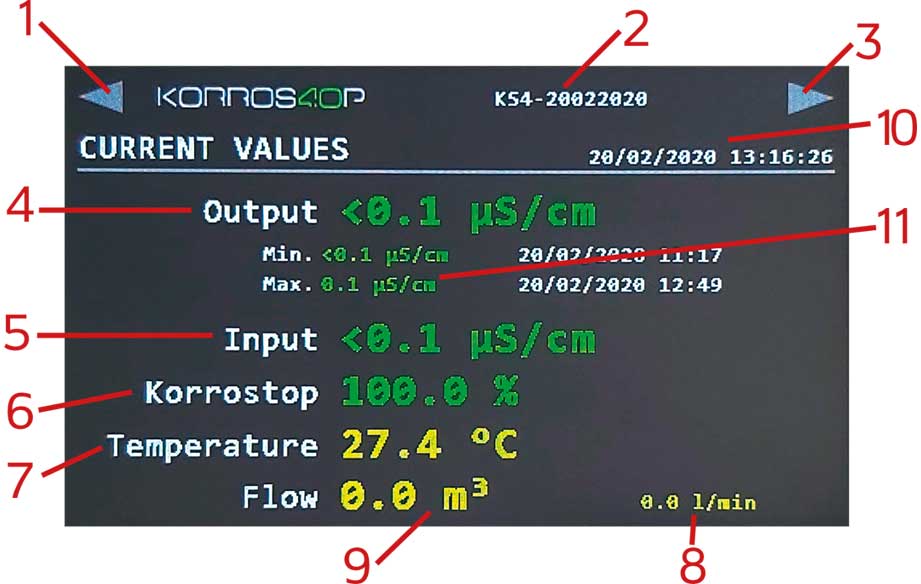 1
2
3
KORROS4.0P
K54-20022020
10
CURRENT VALUES
20/02/2020 13:16:26
4
Output <0.1 µS/cm
11
Min. <0.1 µS/cm 20/02/2020 11:17
Max. 0.1 µS/cm 20/02/2020 12:49
5
Input <0.1 µS/cm
6
Korrostop 100.0 %
7
Temperature 27.4 ºC
Flow 0.0 m³
0.0 l/min
9
8